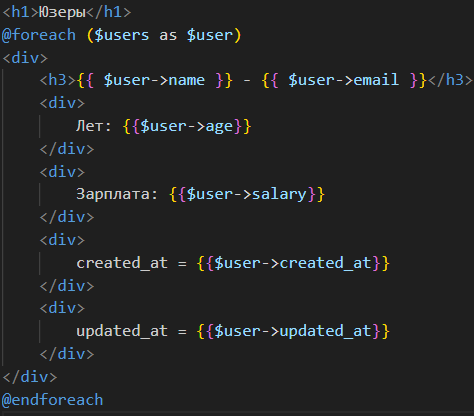 <h1>Юзеры</h1>
@foreach ($users as $user)
<div>
    <h3>{{ $user->name }} - {{ $user->email }}</h3>
    <div>
        Лет: {{$user->age}}
    </div>
    <div>
        Зарплата: {{$user->salary}}
    </div>
    <div>
        created_at = {{$user->created_at}}
    </div>
    <div>
        updated_at = {{$user->updated_at}}
    </div>
</div>
@endforeach